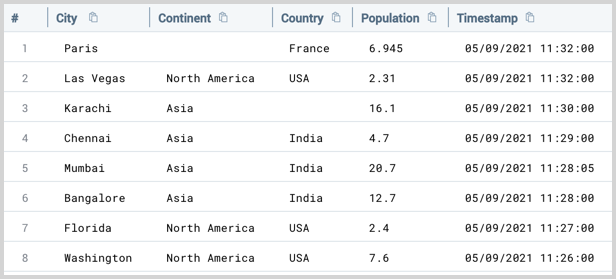 # City Continent Country Population Timestamp
1 Paris France 6.945 05/09/2021 11:32:00
2 Las Vegas North America USA 2.31 05/09/2021 11:32:00
3 Karachi Asia 16.1 05/09/2021 11:30:00
4 Chennai Asia India 4.7 05/09/2021 11:29:00
5 Mumbai Asia India 20.7 05/09/2021 11:28:05
6 Bangalore Asia India 12.7 05/09/2021 11:28:00
7 Florida North America USA 2.4 05/09/2021 11:27:00
8 Washington North America USA 7.6 05/09/2021 11:26:00